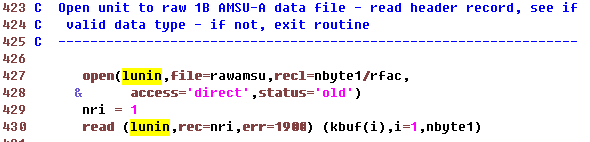 423 C  Open unit to raw 1B AMSU-A data file - read header record, see if
424 C   valid data type - if not, exit routine
425 C  ----------------------------------------------------------------
426
427       open(lunin,file=rawamsu,recl=nbyte1/rfac,
428      &      access='direct',status='old')
429       nri = 1
430       read (lunin,rec=nri,err=1900) (kbuf(i),i=1,nbyte1)